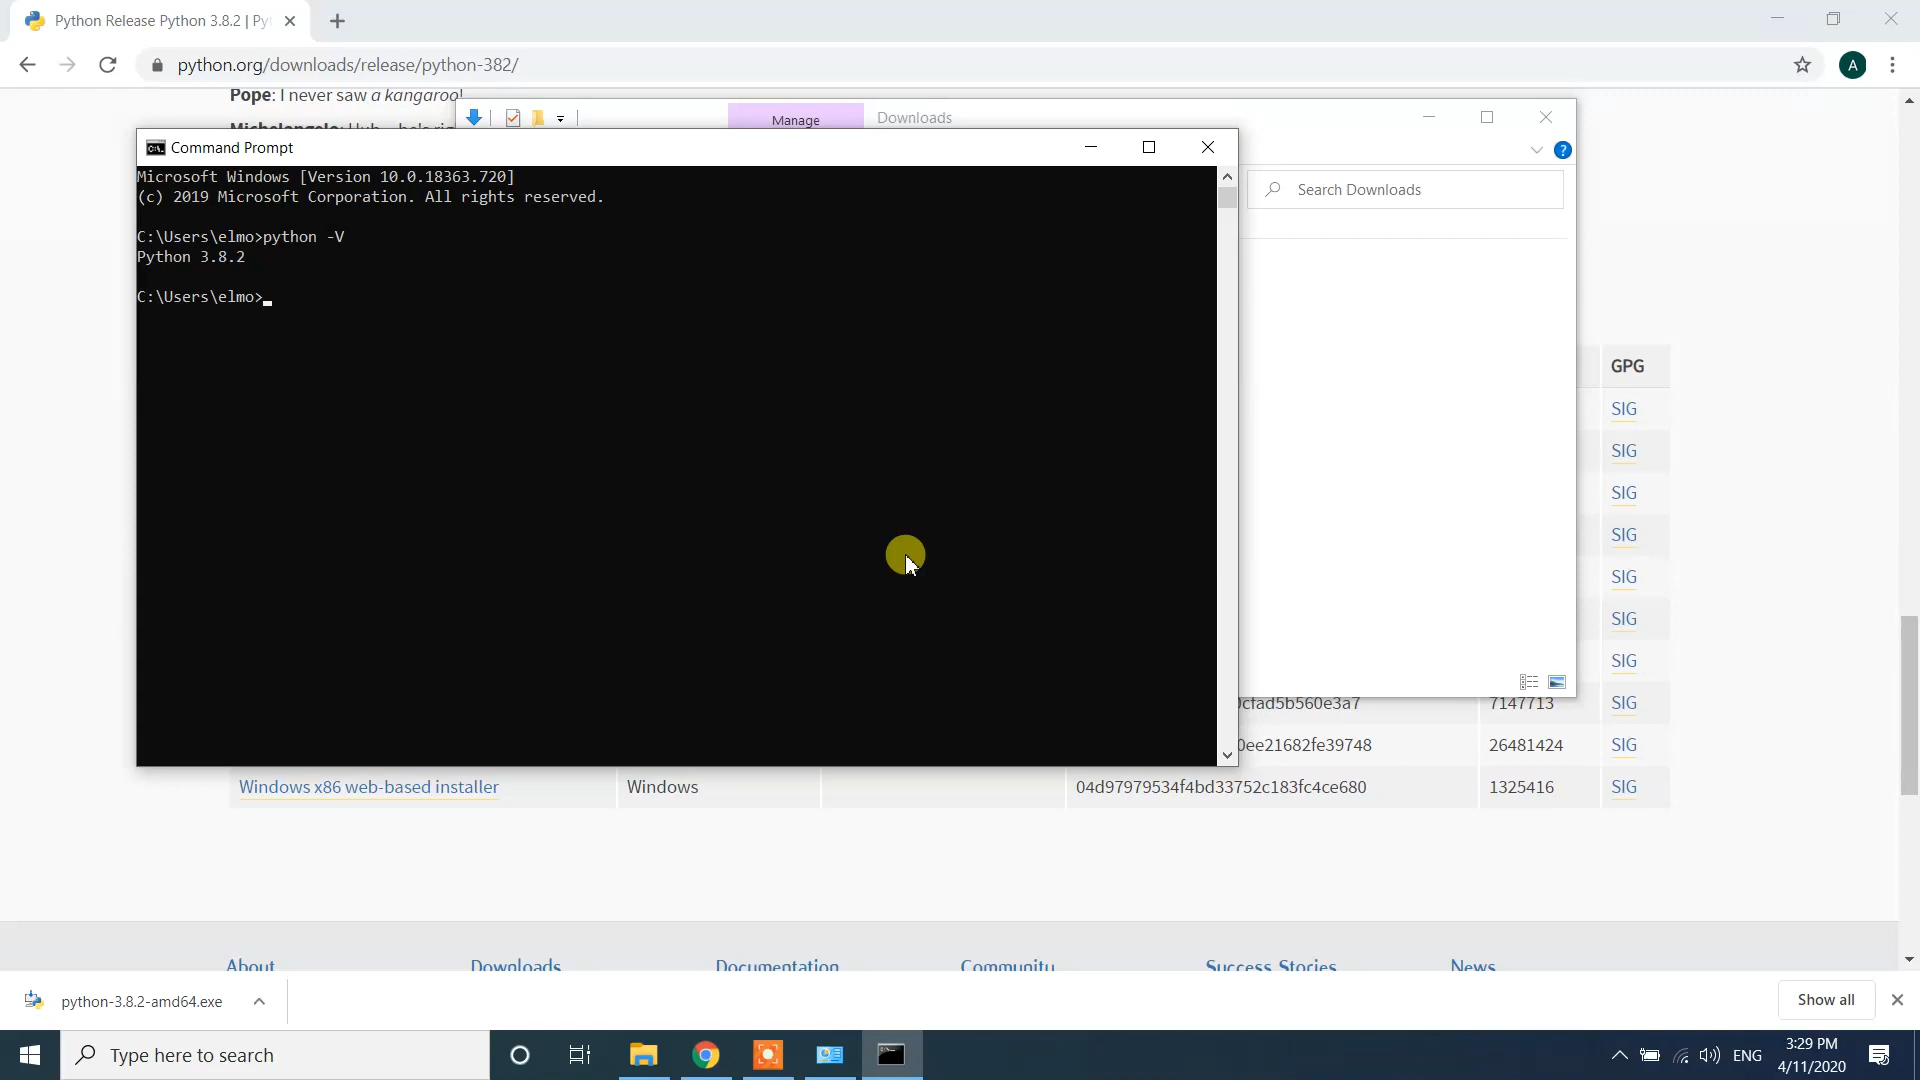 Python Release Python 3.8.2 | Py
python.org/downloads/release/python-382/
Pope: I never saw a kangaroo!
Manage
Downloads
Command Prompt
Microsoft Windows [Version 10.0.18363.720]
(c) 2019 Microsoft Corporation. All rights reserved.
C:\Users\elmo>python -V
Python 3.8.2
C:\Users\elmo>
Search Downloads
GPG
SIG
SIG
SIG
SIG
SIG
SIG
SIG
7147713
SIG
0ee21682fe39748
26481424
SIG
Windows x86 web-based installer
Windows
04d97979534f4bd33752c183fc4ce680
1325416
SIG
About
Downloads
Documentation
Community
Success Stories
News
python-3.8.2-amd64.exe
Show all
Type here to search
ENG
3:29 PM
4/11/2020
A